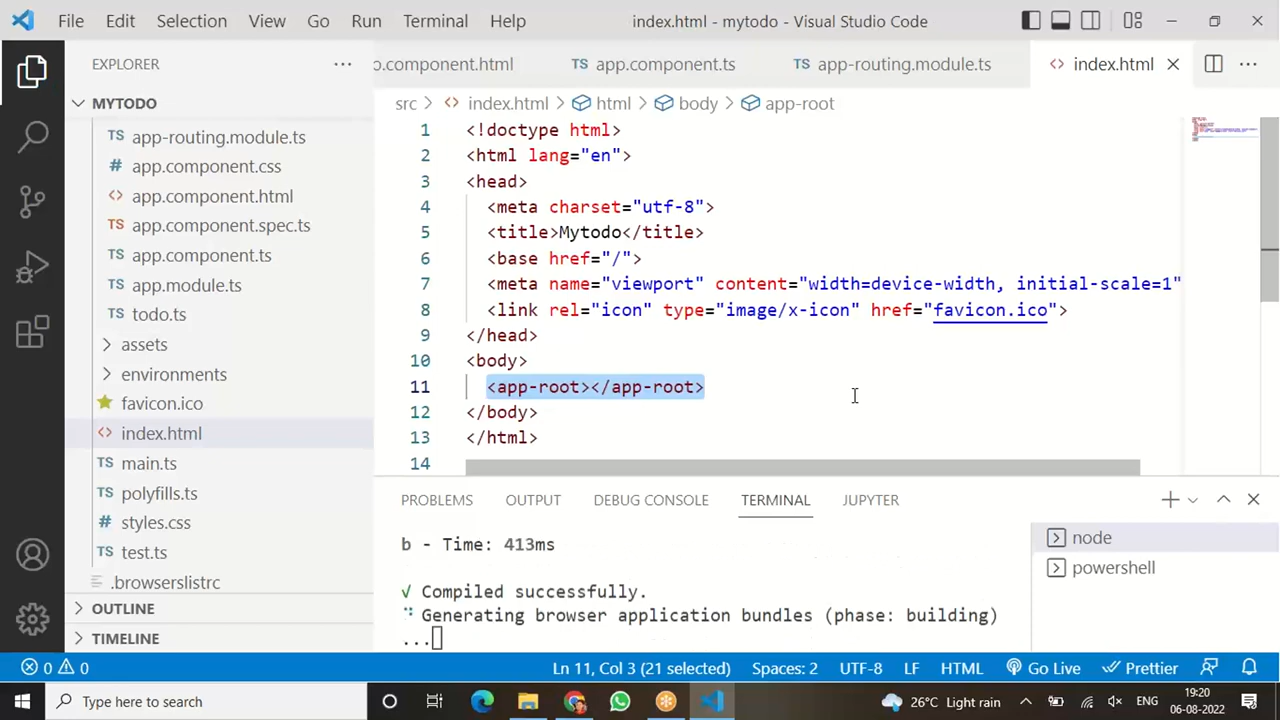 File Edit Selection View Go Run Terminal Help index.html - mytodo - Visual Studio Code
EXPLORER
MYTODO
app-routing.module.ts
app.component.css
app.component.html
app.component.spec.ts
app.component.ts
app.module.ts
todo.ts
assets
environments
favicon.ico
index.html
main.ts
polyfills.ts
styles.css
test.ts
.browserslistrc
OUTLINE
TIMELINE
o.component.html TS app.component.ts TS app-routing.module.ts index.html
src > index.html > html > body > app-root
1 <!doctype html>
2 <html lang="en">
3 <head>
4 <meta charset="utf-8">
5 <title>Mytodo</title>
6 <base href="/">
7 <meta name="viewport" content="width=device-width, initial-scale=1"
8 <link rel="icon" type="image/x-icon" href="favicon.ico">
9 </head>
10 <body>
11 <app-root></app-root>
12 </body>
13 </html>
14
PROBLEMS OUTPUT DEBUG CONSOLE TERMINAL JUPYTER
b - Time: 413ms
√ Compiled successfully.
Generating browser application bundles (phase: building)
...
node
powershell
0 0 Ln 11, Col 3 (21 selected) Spaces: 2 UTF-8 LF HTML Go Live Prettier
Type here to search 26°C Light rain ENG 19:20
06-08-2022